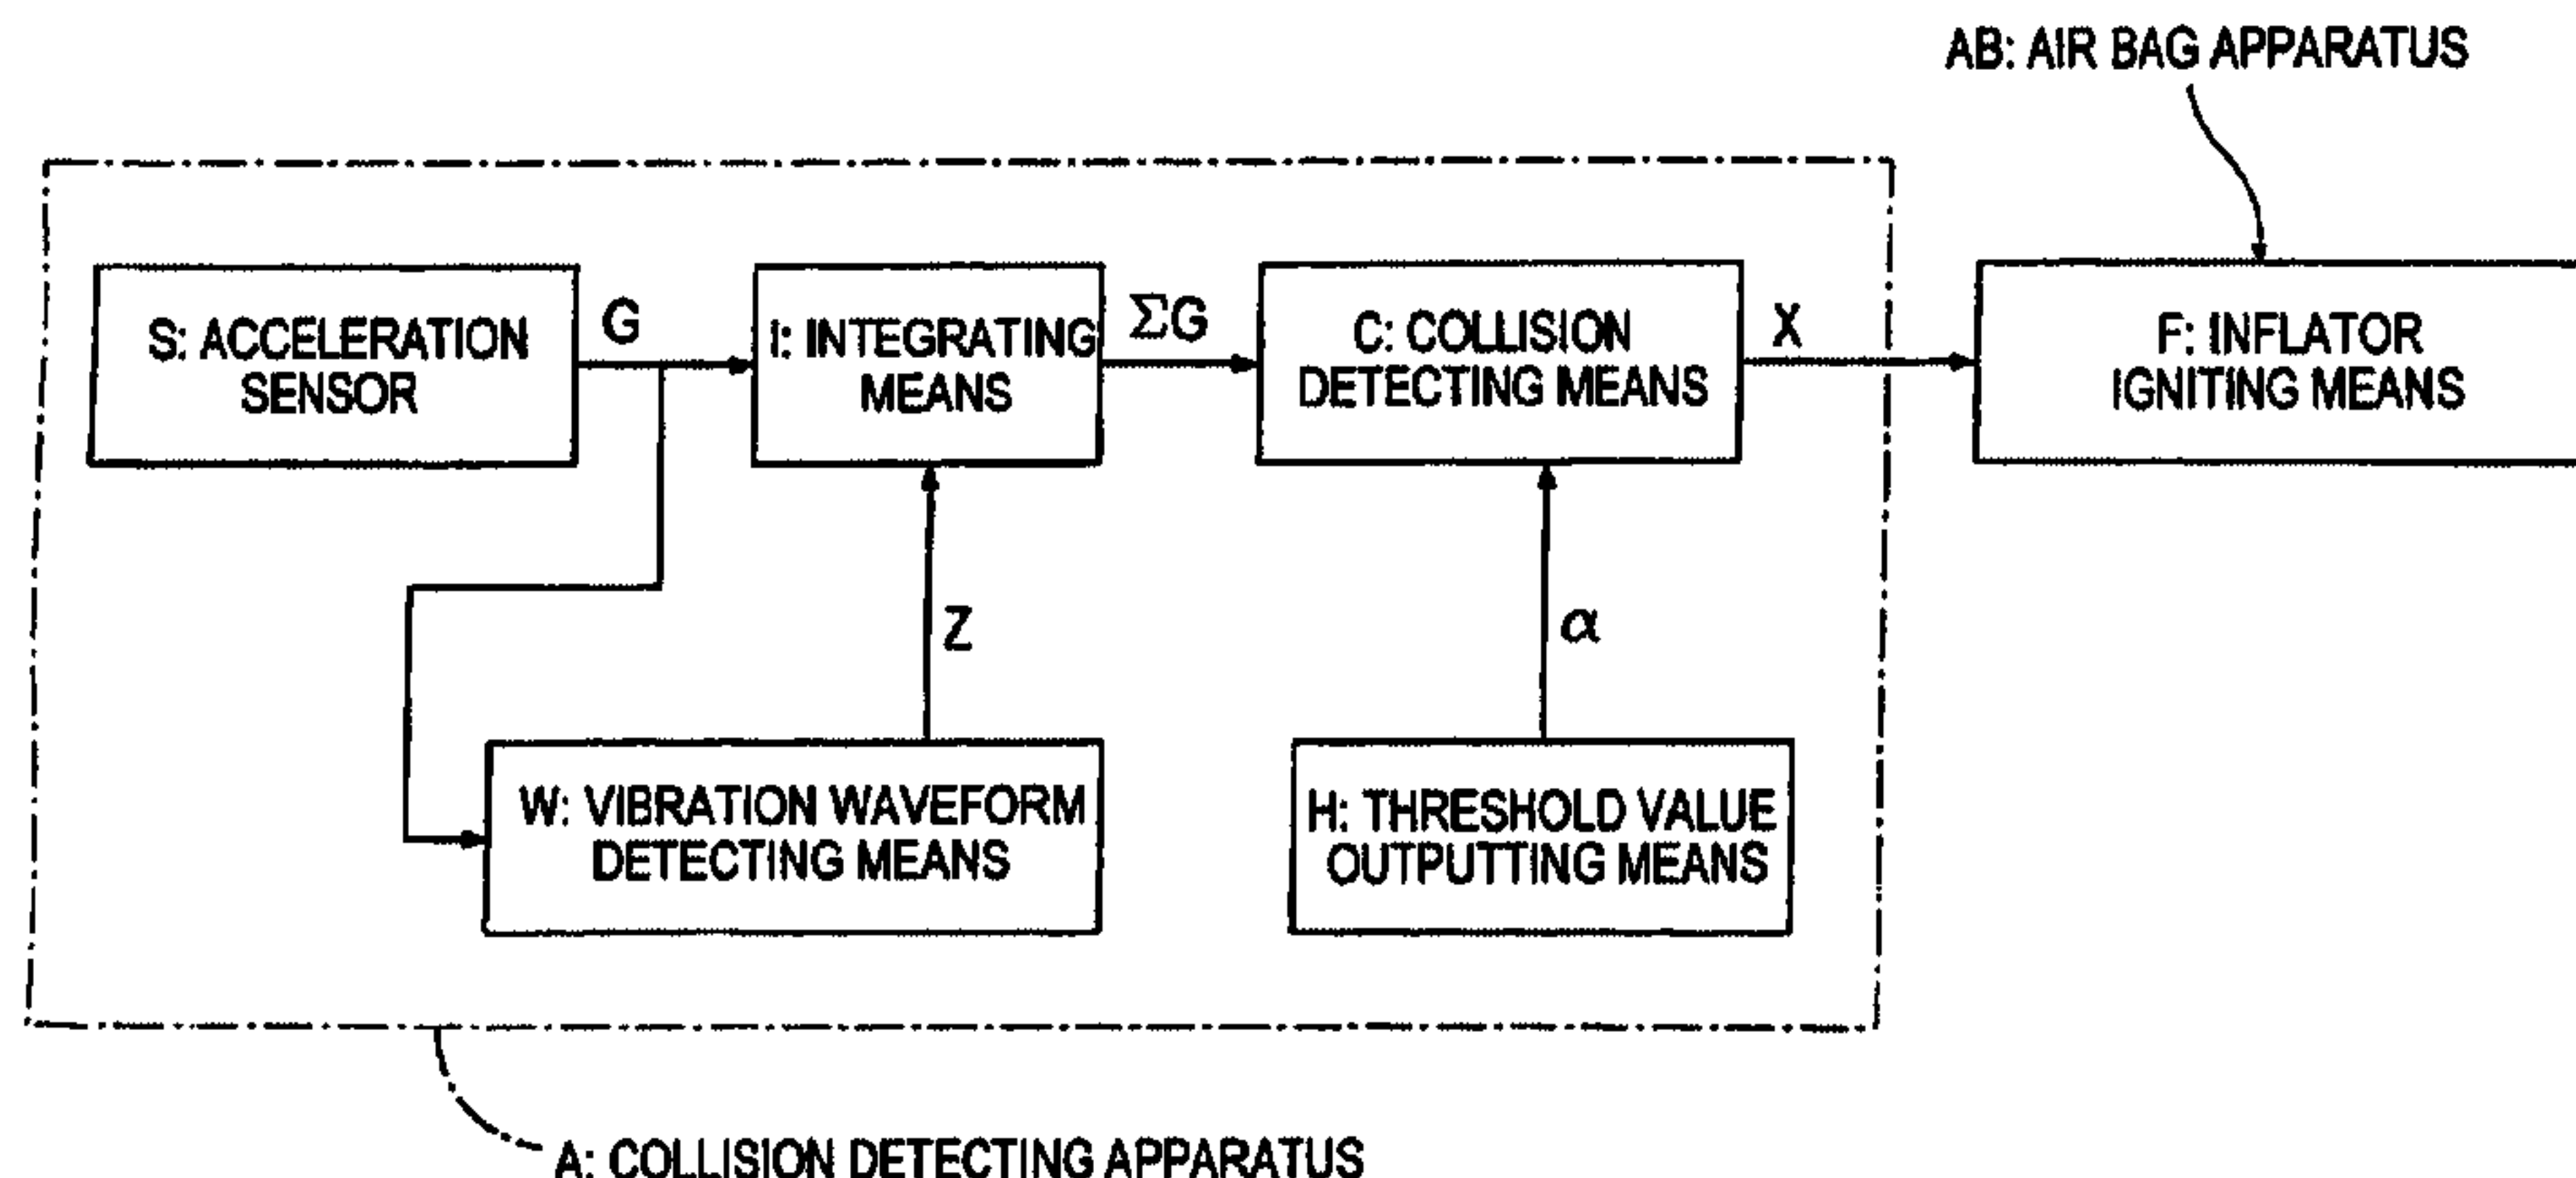 AB: AIR BAG APPARATUS
S: ACCELERATION
SENSOR
G
I: INTEGRATING
MEANS
ΣG
C: COLLISION
DETECTING MEANS
X
F: INFLATOR
IGNITING MEANS
Z
α
W: VIBRATION WAVEFORM
DETECTING MEANS
H: THRESHOLD VALUE
OUTPUTTING MEANS
A: COLLISION DETECTING APPARATUS